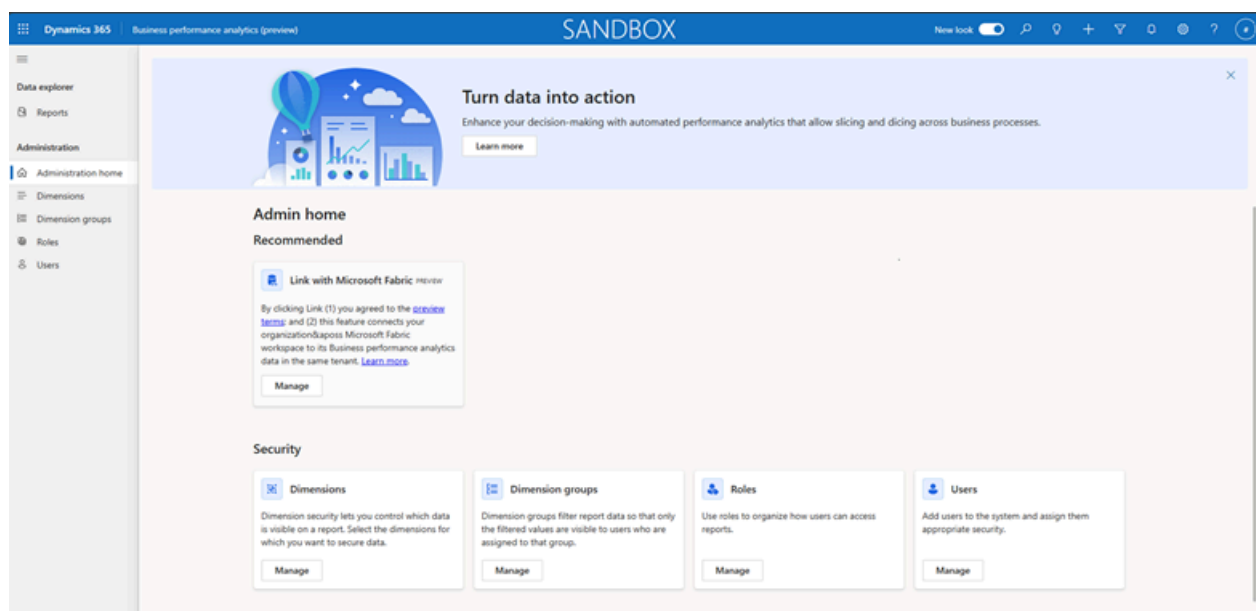 Dynamics 365 Business performance analytics (preview) SANDBOX New look
Data explorer
Reports
Administration
Administration home
Dimensions
Dimension groups
Roles
Users
Turn data into action
Enhance your decision-making with automated performance analytics that allow slicing and dicing across business processes.
Learn more
Admin home
Recommended
Link with Microsoft Fabric PREVIEW
By clicking Link (1) you agreed to the preview
terms; and (2) this feature connects your
organization&aposs Microsoft Fabric
workspace to its Business performance analytics
data in the same tenant. Learn more.
Manage
Security
Dimensions
Dimension security lets you control which data
is visible on a report. Select the dimensions for
which you want to secure data.
Manage
Dimension groups
Dimension groups filter report data so that only
the filtered values are visible to users who are
assigned to that group.
Manage
Roles
Use roles to organize how users can access
reports.
Manage
Users
Add users to the system and assign them
appropriate security.
Manage